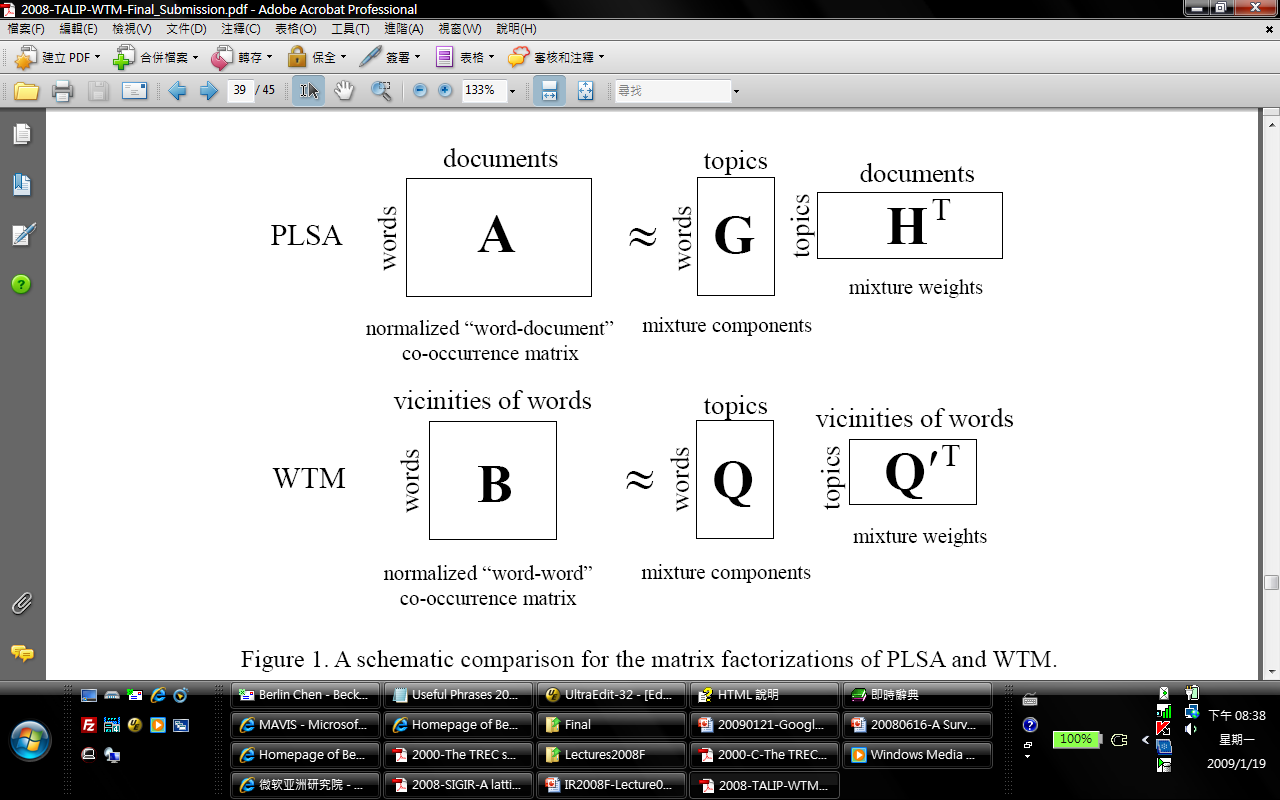 2008-TALIP-WTM-Final_Submission.pdf - Adobe Acrobat Professional
檔案(F) 編輯(E) 檢視(V) 文件(D) 注釋(C) 表格(O) 工具(T) 進階(A) 視窗(W) 說明(H)
建立 PDF 合併檔案 轉存 保全 簽署 表格 審核和注釋
39 / 45 133% 尋找
documents topics documents
PLSA words A ≈ words G topics H T
mixture weights
normalized “word-document” mixture components
co-occurrence matrix
vicinities of words topics vicinities of words
WTM words B ≈ words Q topics Q′ T
mixture weights
normalized “word-word” mixture components
co-occurrence matrix
Figure 1. A schematic comparison for the matrix factorizations of PLSA and WTM.
Berlin Chen - Beck... Useful Phrases 20... UltraEdit-32 - [Ed... HTML 說明 即時辭典
MAVIS - Microsof... Homepage of Be... Final 20090121-Googl... 20080616-A Surv...
Homepage of Be... 2000-The TREC s... Lectures2008F 2000-C-The TREC... Windows Media ...
微软亚洲研究院 - ... 2008-SIGIR-A latti... IR2008F-Lecture0... 2008-TALIP-WTM...
100%
下午 08:38
星期一
2009/1/19